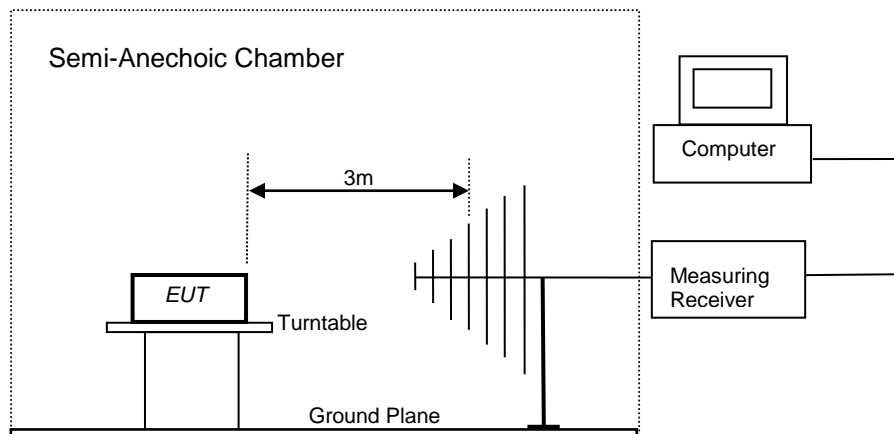 Semi-Anechoic Chamber
Computer
3m
Measuring
Receiver
EUT
Turntable
Ground Plane